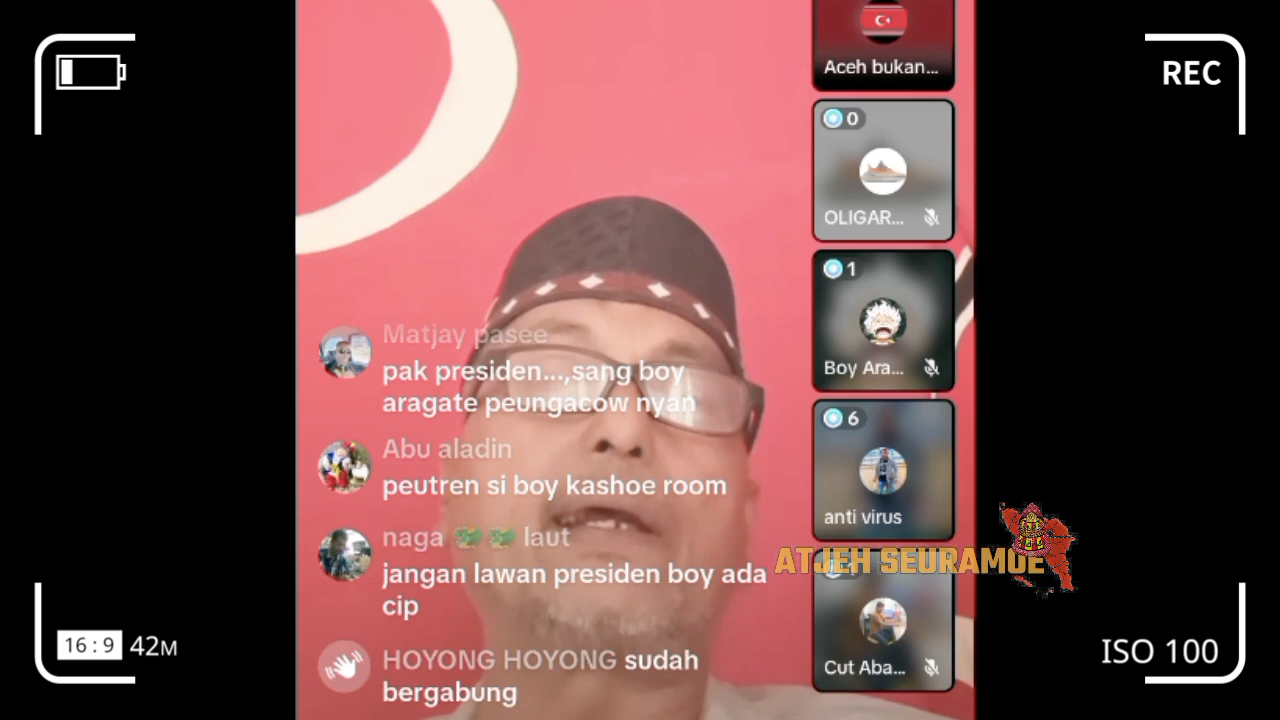 REC
Aceh bukan...
0
OLIGAR...
1
Boy Ara...
6
anti virus
Cut Aba...
Matjay pasee
pak presiden...,sang boy
aragate peungacow nyan
Abu aladin
peutren si boy kashoe room
naga 🐉 🐉 laut
jangan lawan presiden boy ada
cip
HOYONG HOYONG sudah
bergabung
ATJEH SEURAMOE
16:9 42M
ISO 100